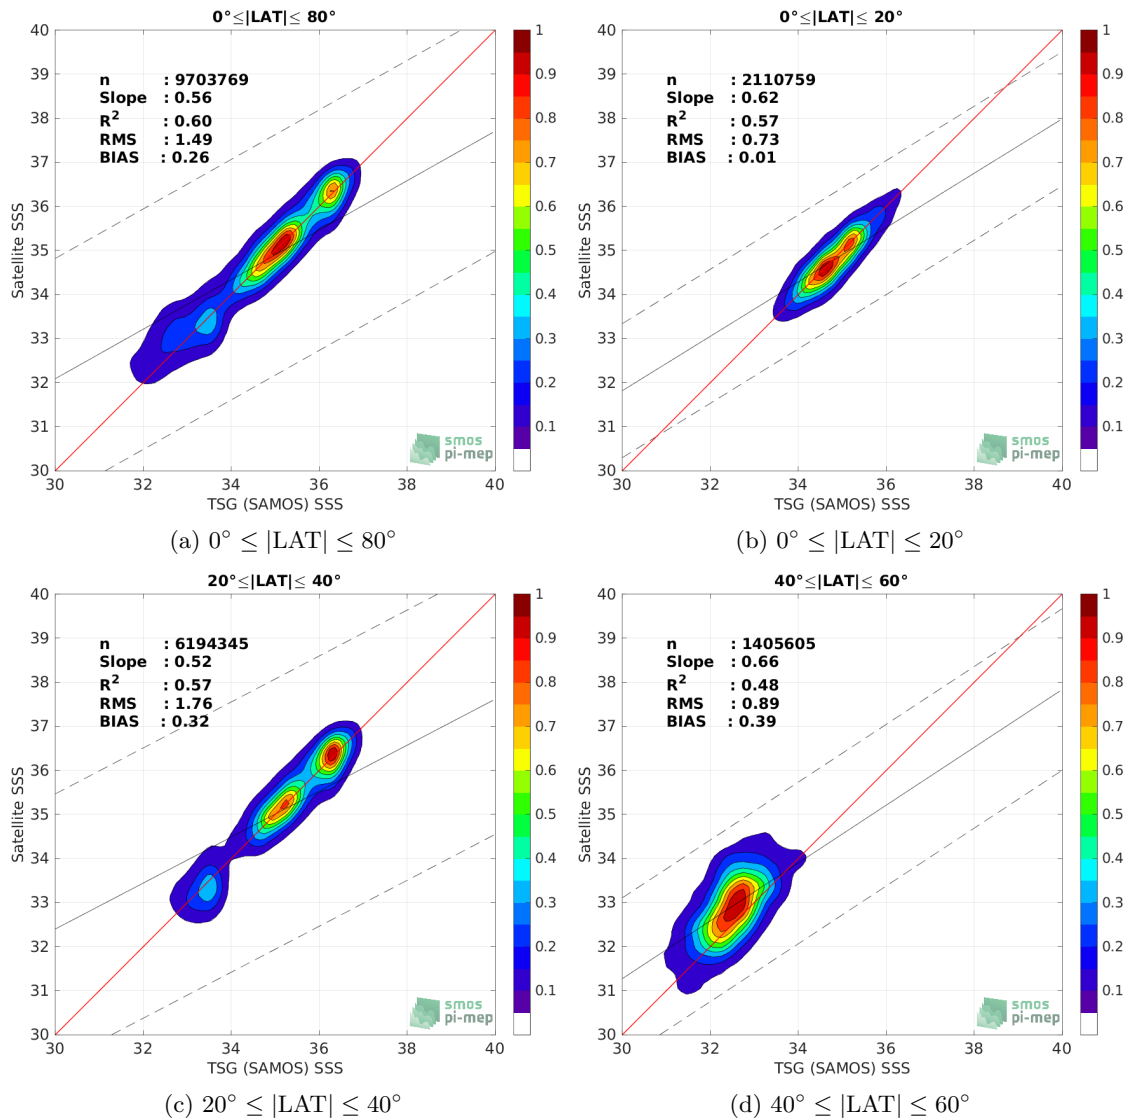 0°≤|LAT|≤ 80°
n : 9703769
Slope : 0.56
R² : 0.60
RMS : 1.49
BIAS : 0.26
Satellite SSS
40
39
38
37
36
35
34
33
32
31
30
30 32 34 36 38 40
TSG (SAMOS) SSS
1
0.9
0.8
0.7
0.6
0.5
0.4
0.3
0.2
0.1
smos
pi-mep
(a) 0° ≤ |LAT| ≤ 80°
0°≤|LAT|≤ 20°
n : 2110759
Slope : 0.62
R² : 0.57
RMS : 0.73
BIAS : 0.01
Satellite SSS
40
39
38
37
36
35
34
33
32
31
30
30 32 34 36 38 40
TSG (SAMOS) SSS
1
0.9
0.8
0.7
0.6
0.5
0.4
0.3
0.2
0.1
smos
pi-mep
(b) 0° ≤ |LAT| ≤ 20°
20°≤|LAT|≤ 40°
n : 6194345
Slope : 0.52
R² : 0.57
RMS : 1.76
BIAS : 0.32
Satellite SSS
40
39
38
37
36
35
34
33
32
31
30
30 32 34 36 38 40
TSG (SAMOS) SSS
1
0.9
0.8
0.7
0.6
0.5
0.4
0.3
0.2
0.1
smos
pi-mep
(c) 20° ≤ |LAT| ≤ 40°
40°≤|LAT|≤ 60°
n : 1405605
Slope : 0.66
R² : 0.48
RMS : 0.89
BIAS : 0.39
Satellite SSS
40
39
38
37
36
35
34
33
32
31
30
30 32 34 36 38 40
TSG (SAMOS) SSS
1
0.9
0.8
0.7
0.6
0.5
0.4
0.3
0.2
0.1
smos
pi-mep
(d) 40° ≤ |LAT| ≤ 60°